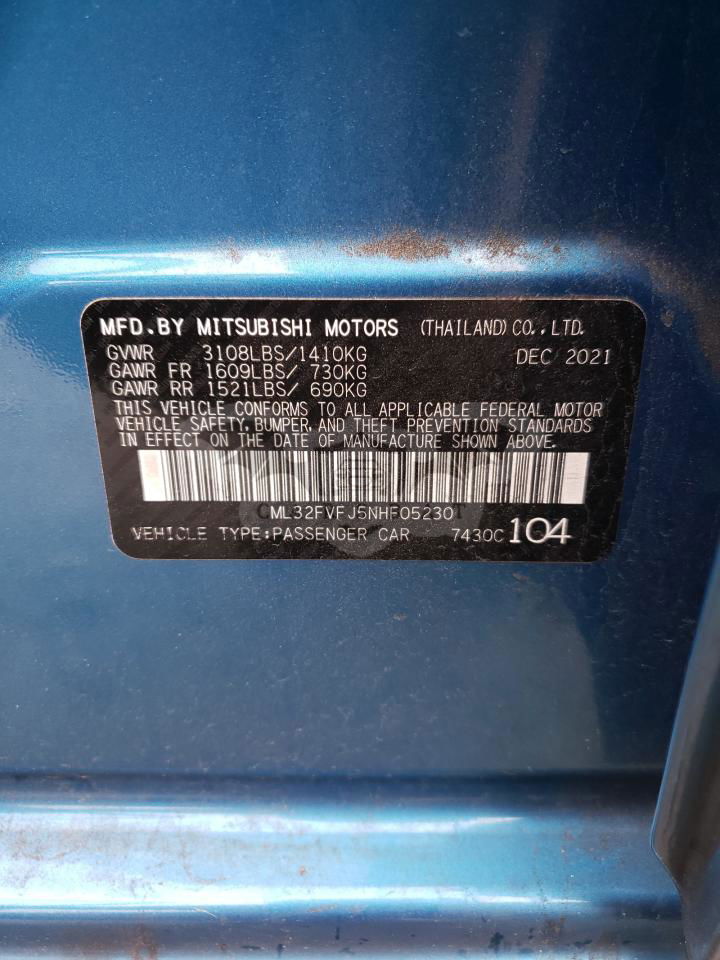 MFD.BY MITSUBISHI MOTORS (THAILAND) CO.,LTD.
GVWR 3108LBS/1410KG DEC 2021
GAWR FR 1609LBS/ 730KG
GAWR RR 1521LBS/ 690KG
THIS VEHICLE CONFORMS TO ALL APPLICABLE FEDERAL MOTOR
VEHICLE SAFETY, BUMPER, AND THEFT PREVENTION STANDARDS
IN EFFECT ON THE DATE OF MANUFACTURE SHOWN ABOVE.
ML32FVFJ5NHF05230
VEHICLE TYPE:PASSENGER CAR 7430C 104